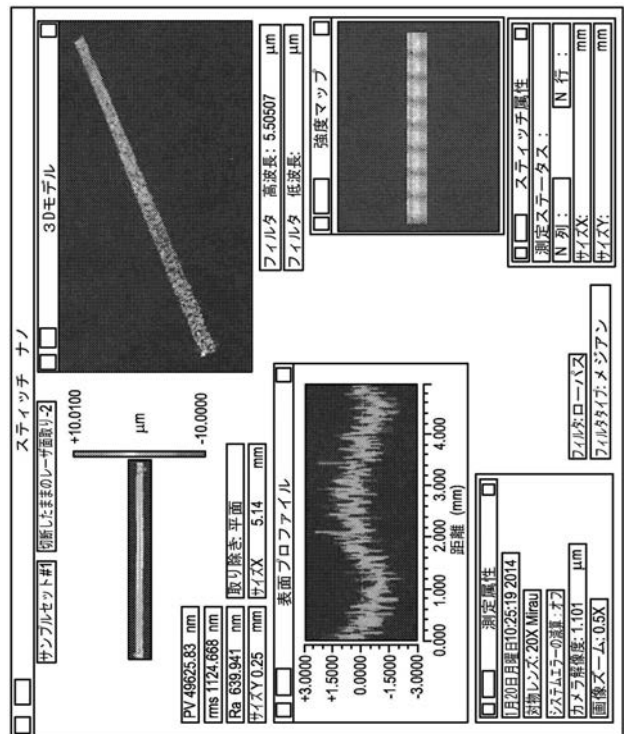 スティッチ ナノ
サンプルセット#1 切断したままのレーザ面取り-2
+10.0100
μm
-10.0000
PV 49625.83 nm
rms 1124.668 nm
Ra 639.941 nm 取り除き: 平面
サイズY 0.25 mm サイズX 5.14 mm
3Dモデル
フィルタ 高波長: 5.50507 μm
フィルタ 低波長: μm
表面プロファイル
+3.0000
+1.5000
0.0000
-1.5000
-3.0000
0.000 1.000 2.000 3.000 4.000
距離 (mm)
強度マップ
測定属性
1月20日月曜日10:25:19 2014
対物レンズ: 20X Mirau
システムエラーの減算: オフ
カメラ解像度: 1.101 μm
画像ズーム: 0.5X
フィルタ:ローパス
フィルタタイプ: メジアン
スティッチ属性
測定ステータス:
N 列: N 行:
サイズX: mm
サイズY: mm